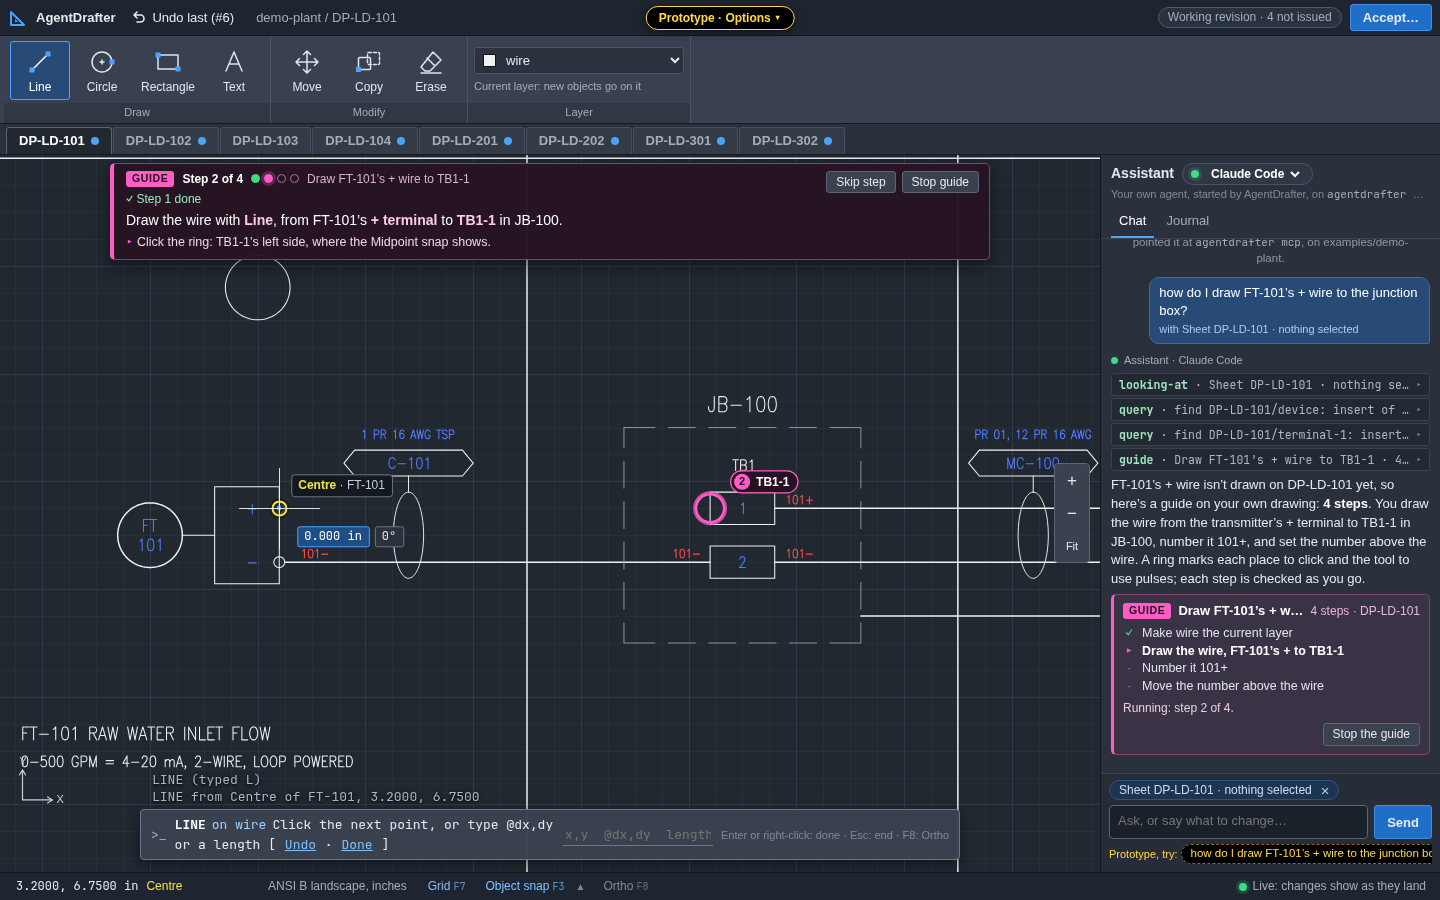 AgentDrafter
Undo last (#6)
demo-plant / DP-LD-101
Prototype · Options ▾
Working revision · 4 not issued
Accept…
Line
Circle
Rectangle
Text
Draw
Move
Copy
Erase
Modify
wire
Current layer: new objects go on it
Layer
DP-LD-101
DP-LD-102
DP-LD-103
DP-LD-104
DP-LD-201
DP-LD-202
DP-LD-301
DP-LD-302
GUIDE Step 2 of 4 Draw FT-101's + wire to TB1-1
Skip step
Stop guide
✓ Step 1 done
Draw the wire with Line, from FT-101's + terminal to TB1-1 in JB-100.
‣ Click the ring: TB1-1's left side, where the Midpoint snap shows.
JB-100
1 PR 16 AWG TSP
C-101
PR 01, 12 PR 16 AWG
MC-100
TB1
2 TB1-1
Centre · FT-101
101+
1
+
FT
101
0.000 in
0°
101-
-
101-
2
101-
+
−
Fit
FT-101 RAW WATER INLET FLOW
0-500 GPM = 4-20 mA, 2-WIRE, LOOP POWERED
Y
X
LINE (typed L)
LINE from Centre of FT-101, 3.2000, 6.7500
>_ LINE on wire Click the next point, or type @dx,dy
or a length [ Undo · Done ]
x,y @dx,dy length
Enter or right-click: done · Esc: end · F8: Ortho
3.2000, 6.7500 in Centre
ANSI B landscape, inches
Grid F7
Object snap F3 ▴
Ortho F8
Live: changes show as they land
Assistant
Claude Code
Your own agent, started by AgentDrafter, on agentdrafter …
Chat
Journal
pointed it at agentdrafter mcp, on examples/demo-
plant.
how do I draw FT-101's + wire to the junction
box?
with Sheet DP-LD-101 · nothing selected
Assistant · Claude Code
looking-at · Sheet DP-LD-101 · nothing se… ‣
query · find DP-LD-101/device: insert of … ‣
query · find DP-LD-101/terminal-1: insert… ‣
guide · Draw FT-101's + wire to TB1-1 · 4… ‣
FT-101's + wire isn't drawn on DP-LD-101 yet, so
here's a guide on your own drawing: 4 steps. You draw
the wire from the transmitter's + terminal to TB1-1 in
JB-100, number it 101+, and set the number above the
wire. A ring marks each place to click and the tool to
use pulses; each step is checked as you go.
GUIDE Draw FT-101's + w… 4 steps · DP-LD-101
✓ Make wire the current layer
‣ Draw the wire, FT-101's + to TB1-1
· Number it 101+
· Move the number above the wire
Running: step 2 of 4.
Stop the guide
Sheet DP-LD-101 · nothing selected ×
Ask, or say what to change…
Send
Prototype, try: how do I draw FT-101's + wire to the junction bo